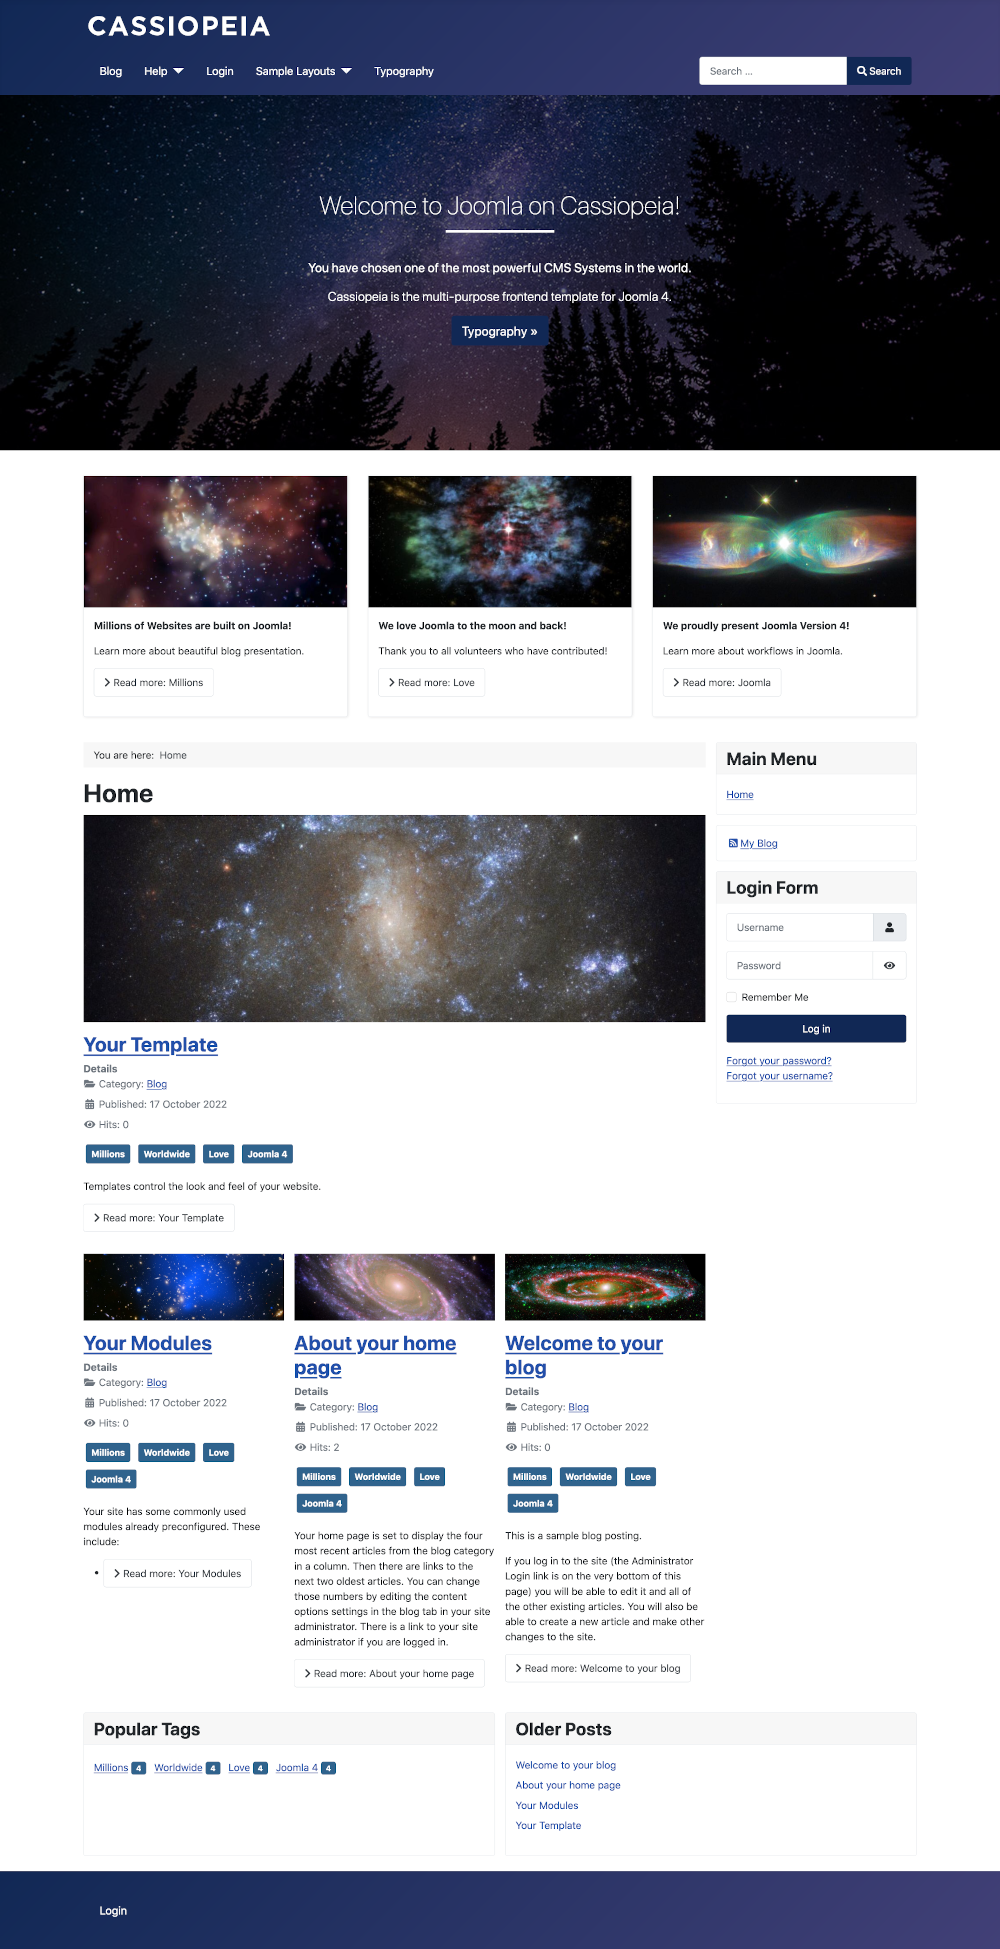 CASSIOPEIA
Blog Help Login Sample Layouts Typography
Search ... Search
Welcome to Joomla on Cassiopeia!
You have chosen one of the most powerful CMS Systems in the world.
Cassiopeia is the multi-purpose frontend template for Joomla 4.
Typography »
Millions of Websites are built on Joomla!
Learn more about beautiful blog presentation.
Read more: Millions
We love Joomla to the moon and back!
Thank you to all volunteers who have contributed!
Read more: Love
We proudly present Joomla Version 4!
Learn more about workflows in Joomla.
Read more: Joomla
You are here: Home
Home
Your Template
Details
Category: Blog
Published: 17 October 2022
Hits: 0
Millions Worldwide Love Joomla 4
Templates control the look and feel of your website.
Read more: Your Template
Your Modules
Details
Category: Blog
Published: 17 October 2022
Hits: 0
Millions Worldwide Love
Joomla 4
Your site has some commonly used
modules already preconfigured. These
include:
• Read more: Your Modules
About your home
page
Details
Category: Blog
Published: 17 October 2022
Hits: 2
Millions Worldwide Love
Joomla 4
Your home page is set to display the four
most recent articles from the blog category
in a column. Then there are links to the
next two oldest articles. You can change
those numbers by editing the content
options settings in the blog tab in your site
administrator. There is a link to your site
administrator if you are logged in.
Read more: About your home page
Welcome to your
blog
Details
Category: Blog
Published: 17 October 2022
Hits: 0
Millions Worldwide Love
Joomla 4
This is a sample blog posting.
If you log in to the site (the Administrator
Login link is on the very bottom of this
page) you will be able to edit it and all of
the other existing articles. You will also be
able to create a new article and make other
changes to the site.
Read more: Welcome to your blog
Main Menu
Home
My Blog
Login Form
Username
Password
Remember Me
Log in
Forgot your password?
Forgot your username?
Popular Tags
Millions 4 Worldwide 4 Love 4 Joomla 4 4
Older Posts
Welcome to your blog
About your home page
Your Modules
Your Template
Login